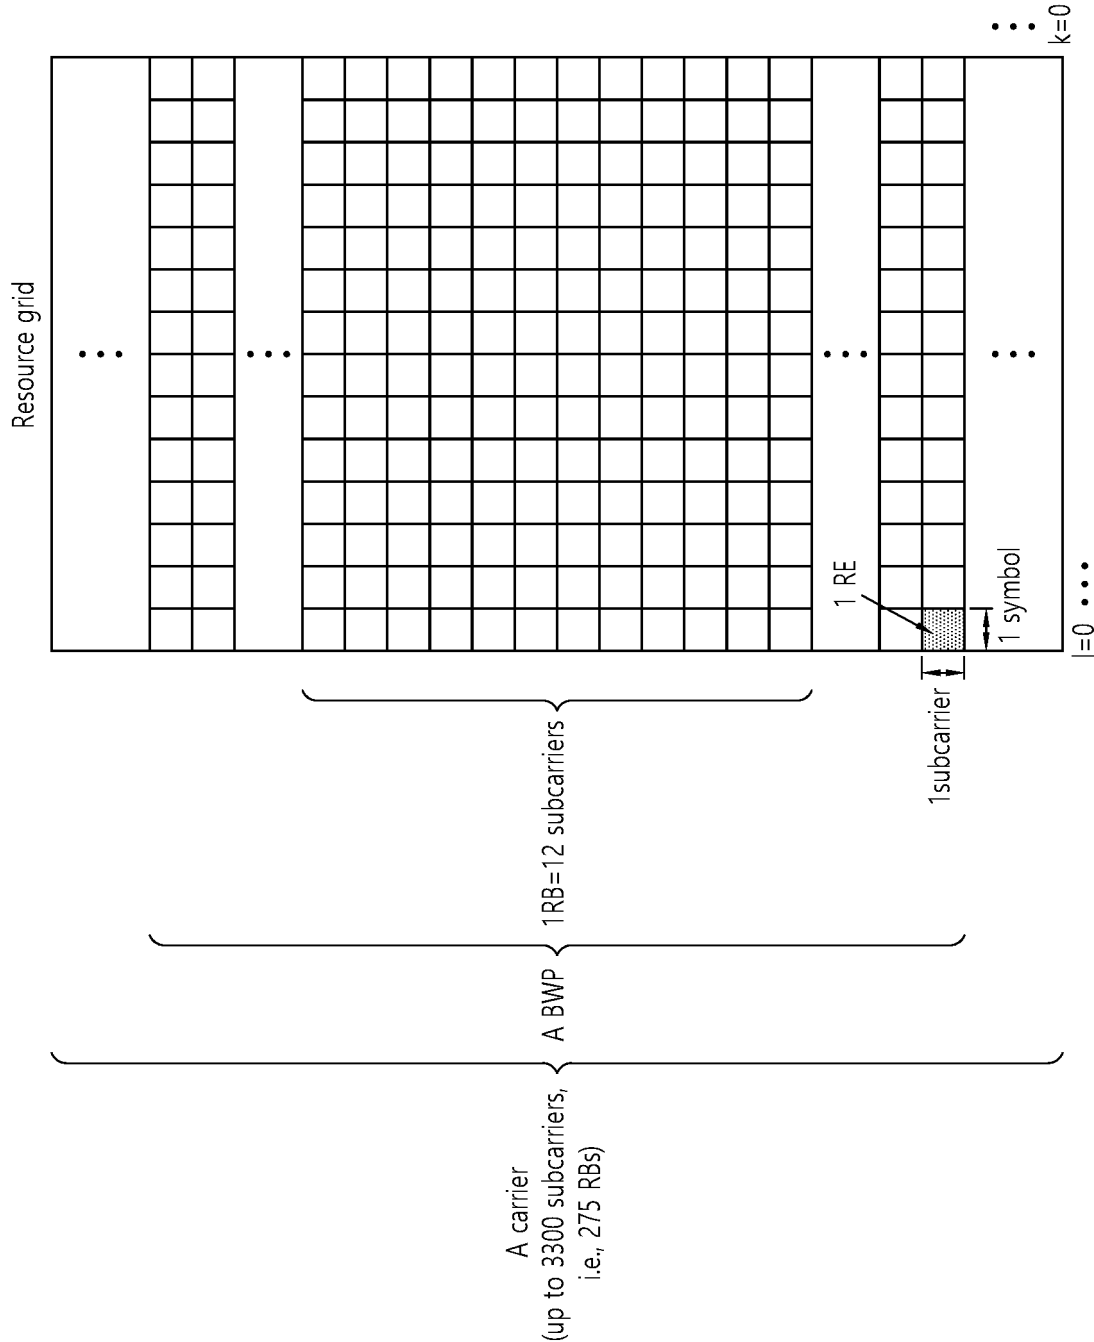 Resource grid
A carrier
(up to 3300 subcarriers,
i.e., 275 RBs)
A BWP
1RB=12 subcarriers
1subcarrier
1 RE
1 symbol
l=0
k=0